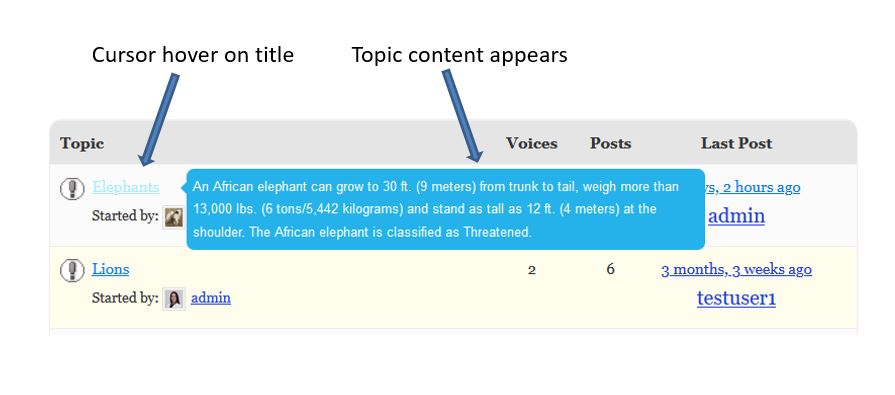 Cursor hover on title Topic content appears
Topic Voices Posts Last Post
Elephants
An African elephant can grow to 30 ft. (9 meters) from trunk to tail, weigh more than
13,000 lbs. (6 tons/5,442 kilograms) and stand as tall as 12 ft. (4 meters) at the
shoulder. The African elephant is classified as Threatened.
2 hours ago
Started by:
admin
Lions 2 6 3 months, 3 weeks ago
Started by: admin testuser1